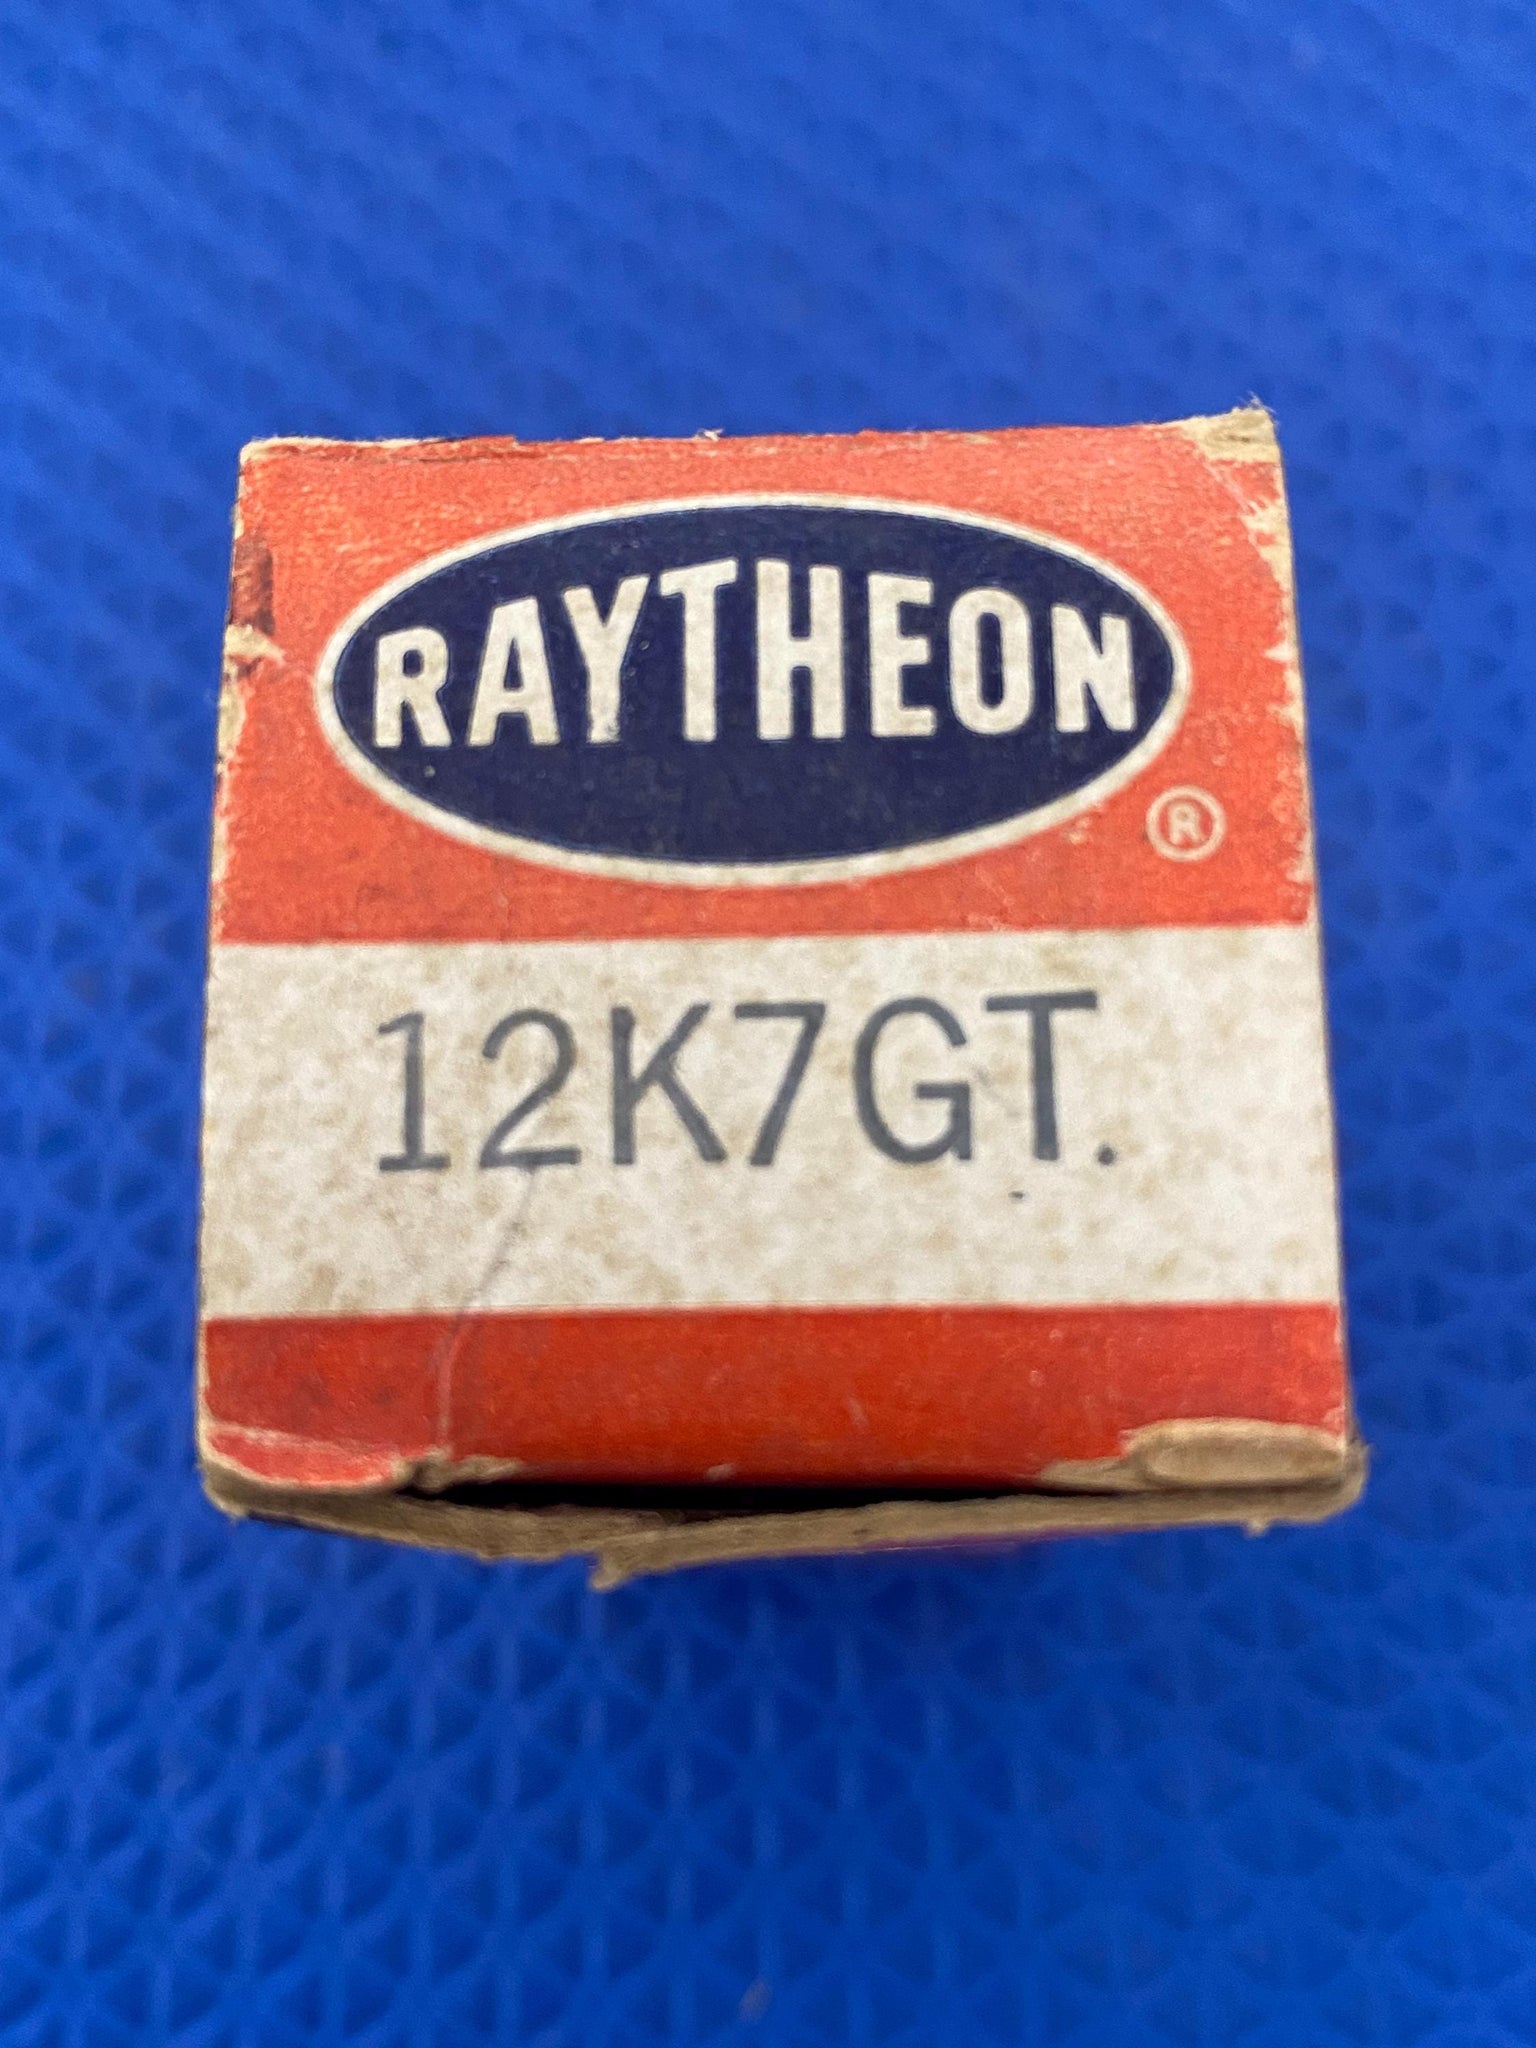 RAYTHEON
®
12K7GT.